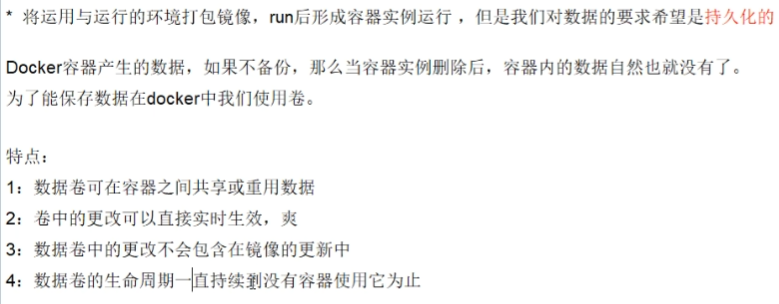 * 将运用与运行的环境打包镜像，run后形成容器实例运行 ，但是我们对数据的要求希望是持久化的
Docker容器产生的数据，如果不备份，那么当容器实例删除后，容器内的数据自然也就没有了。
为了能保存数据在docker中我们使用卷。
特点：
1：数据卷可在容器之间共享或重用数据
2：卷中的更改可以直接实时生效，爽
3：数据卷中的更改不会包含在镜像的更新中
4：数据卷的生命周期一直持续到没有容器使用它为止